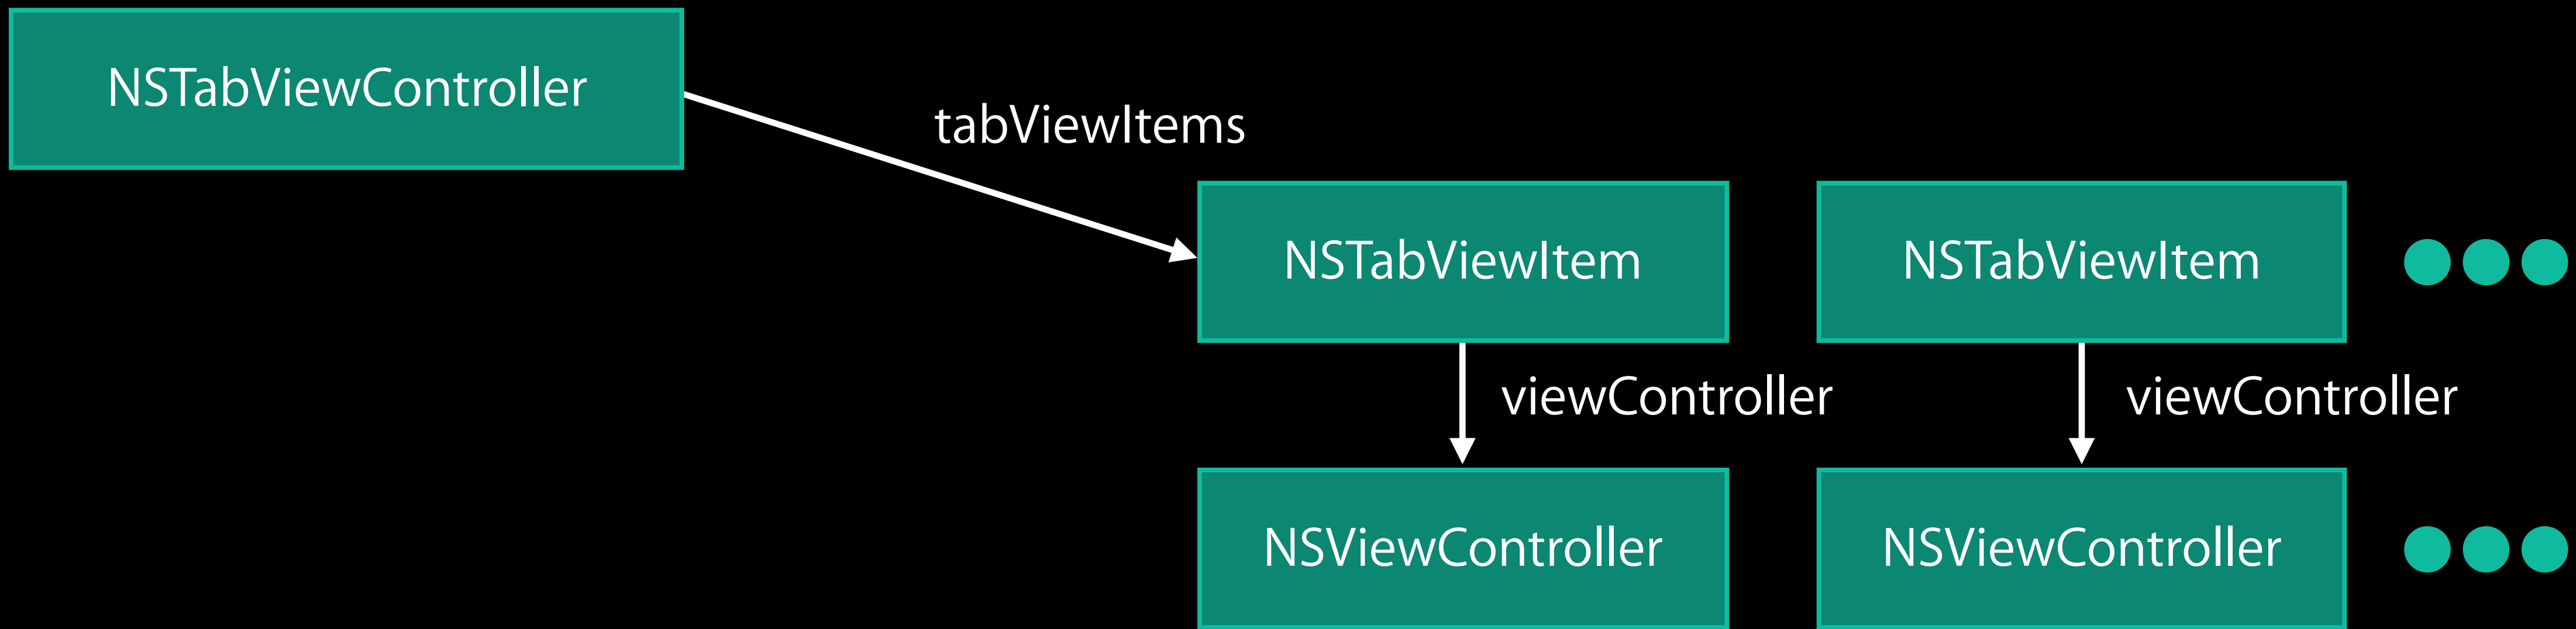 NSTabViewController
tabViewItems
NSTabViewItem
NSTabViewItem
viewController
viewController
NSViewController
NSViewController